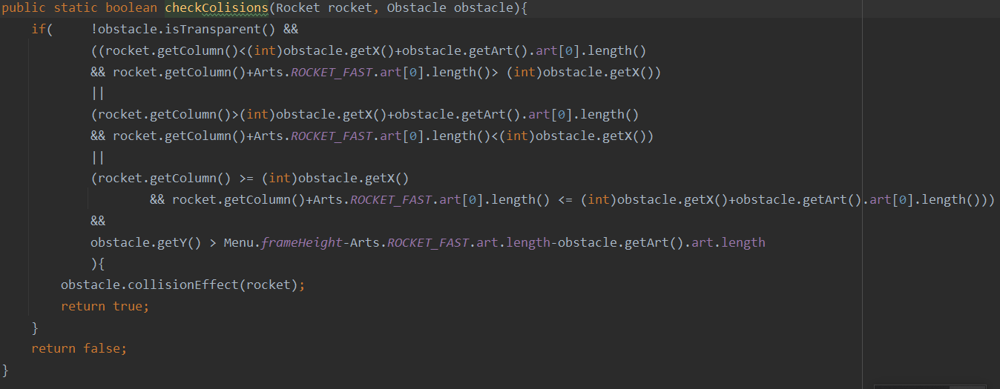 public static boolean checkColisions(Rocket rocket, Obstacle obstacle){
if( !obstacle.isTransparent() &&
((rocket.getColumn()<(int)obstacle.getX()+obstacle.getArt().art[0].length()
&& rocket.getColumn()+Arts.ROCKET_FAST.art[0].length()> (int)obstacle.getX())
||
(rocket.getColumn()>(int)obstacle.getX()+obstacle.getArt().art[0].length()
&& rocket.getColumn()+Arts.ROCKET_FAST.art[0].length()<(int)obstacle.getX())
||
(rocket.getColumn() >= (int)obstacle.getX()
&& rocket.getColumn()+Arts.ROCKET_FAST.art[0].length() <= (int)obstacle.getX()+obstacle.getArt().art[0].length()))
&&
obstacle.getY() > Menu.frameHeight-Arts.ROCKET_FAST.art.length-obstacle.getArt().art.length
){
obstacle.collisionEffect(rocket);
return true;
}
return false;
}